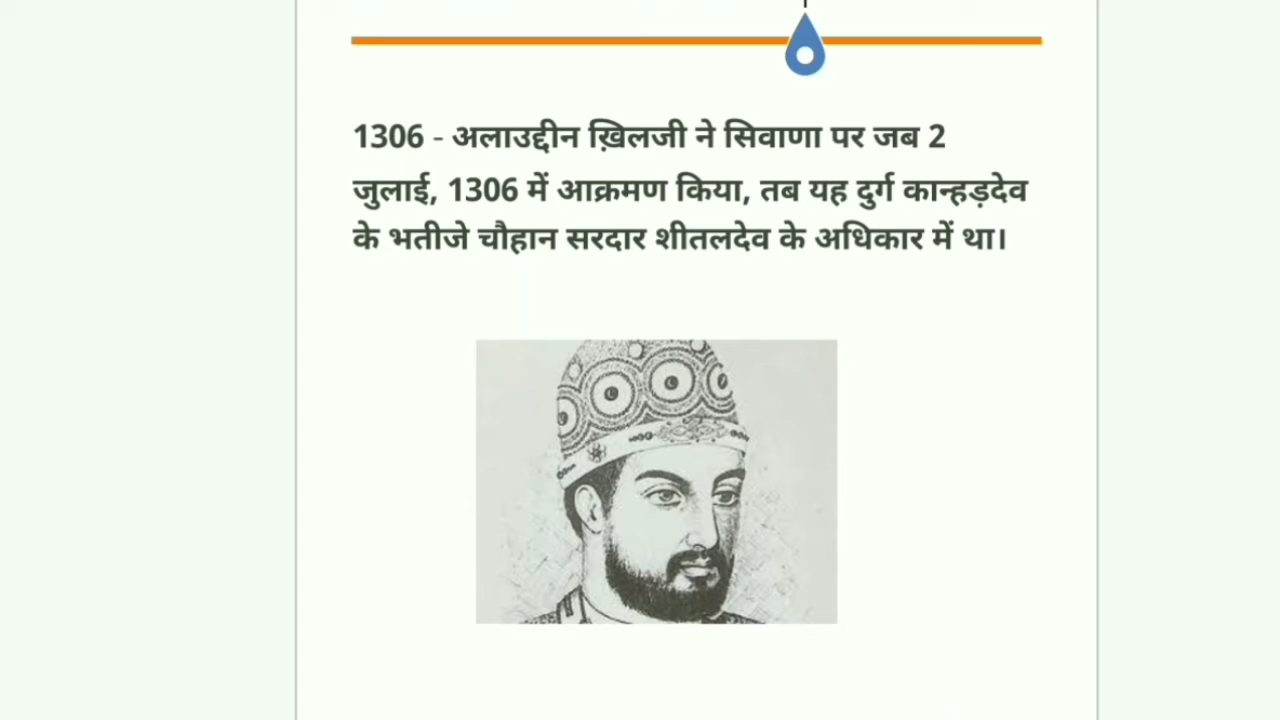 1306 - अलाउद्दीन ख़िलजी ने सिवाणा पर जब 2
जुलाई, 1306 में आक्रमण किया, तब यह दुर्ग कान्हड़देव
के भतीजे चौहान सरदार शीतलदेव के अधिकार में था।